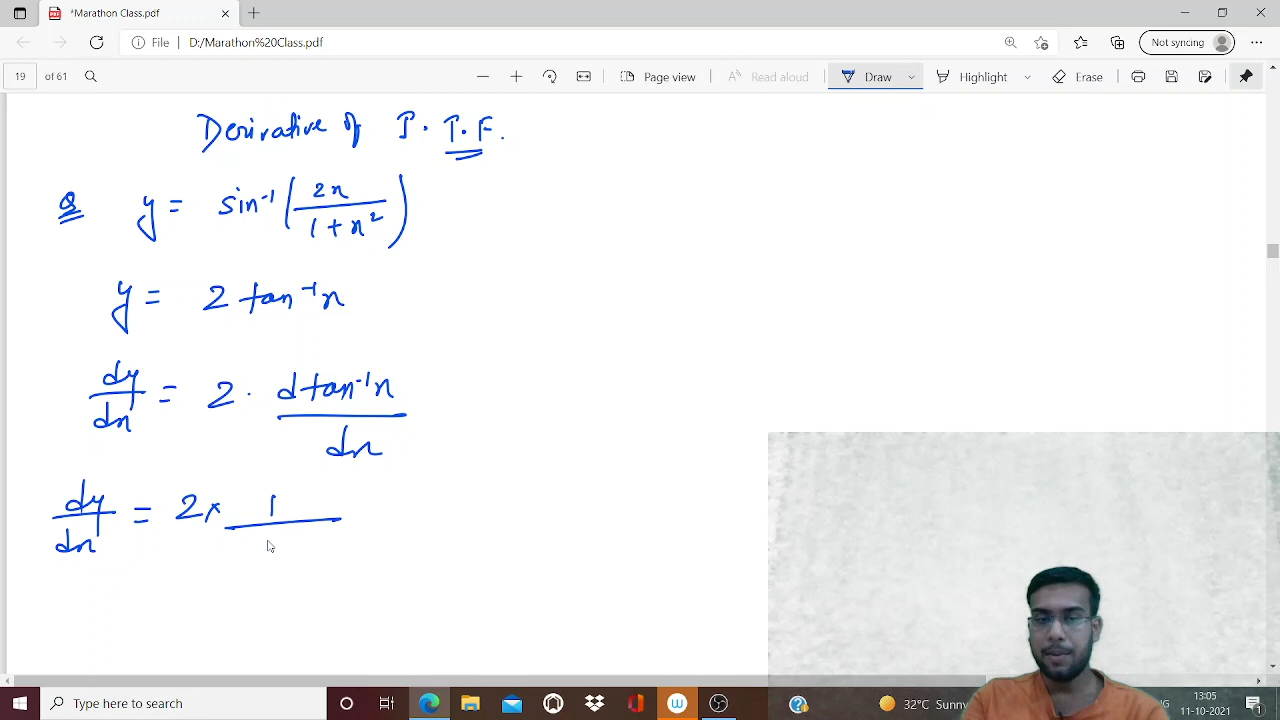 *Marathon Class.pdf
File D:/Marathon%20Class.pdf Not syncing
19 of 61 Page view Read aloud Draw Highlight Erase
Derivative of I. T. F.
Q y = sin⁻¹(2x/(1+x²))
y = 2 tan⁻¹x
dy/dx = 2 · d tan⁻¹x/dx
dy/dx = 2 × 1/
Type here to search 32°C Sunny ENG 13:05
11-10-2021